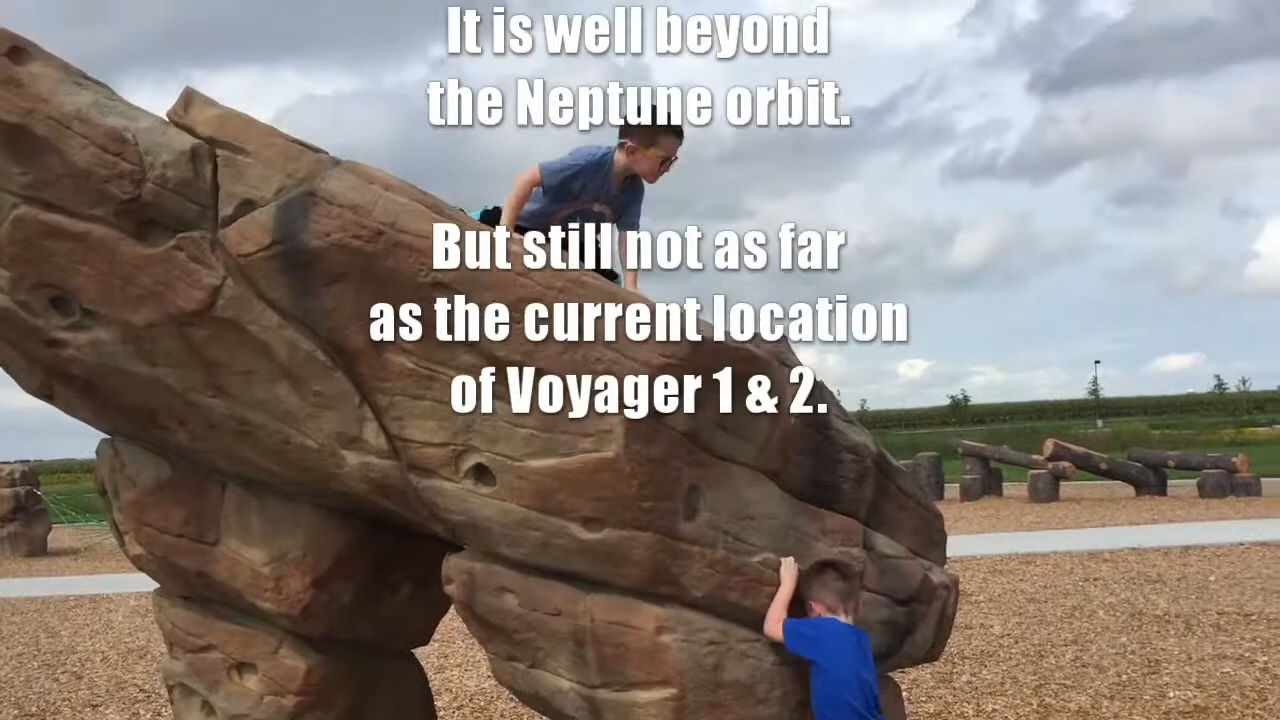 It is well beyond
the Neptune orbit.
But still not as far
as the current location
of Voyager 1 & 2.